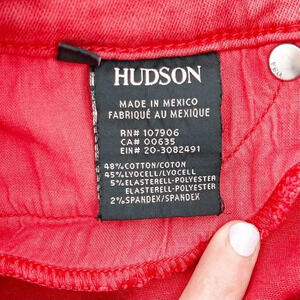 HUDSON
MADE IN MEXICO
FABRIQUÉ AU MEXIQUE
RN# 107906
CA# 00635
EIN# 20-3082491
48% COTTON/COTON
45% LYOCELL/LYOCELL
5% ELASTERELL-POLYESTER
ELASTERELL-POLYESTER
2% SPANDEX/SPANDEX